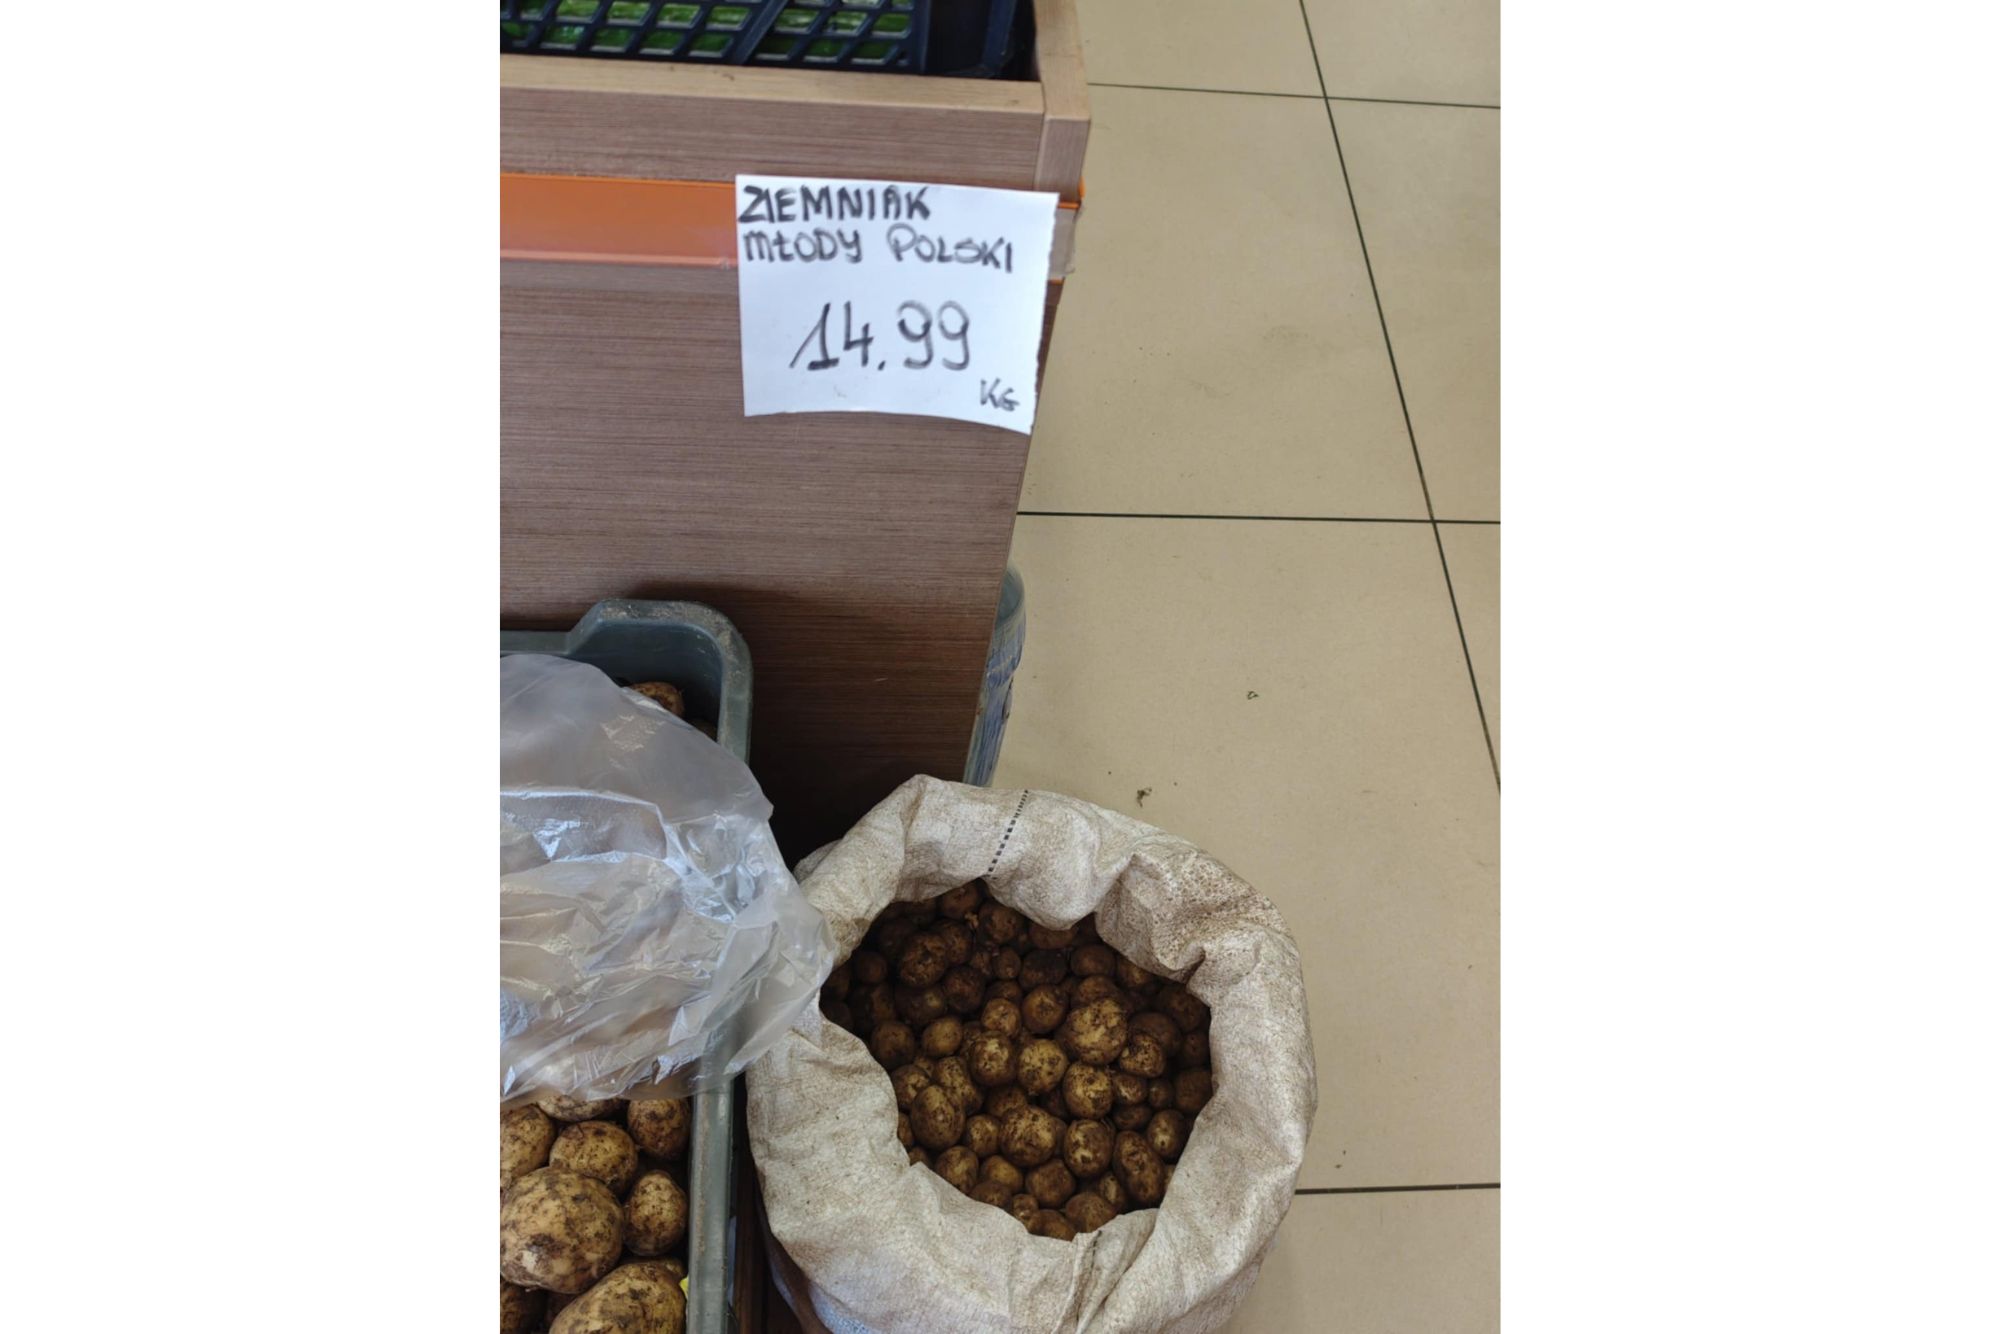 ZIEMNIAK
MŁODY POLSKI
14.99
KG